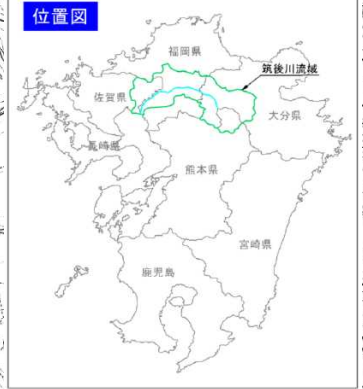 位置図
福岡県
筑後川流域
佐賀県
大分県
長崎県
熊本県
宮崎県
鹿児島